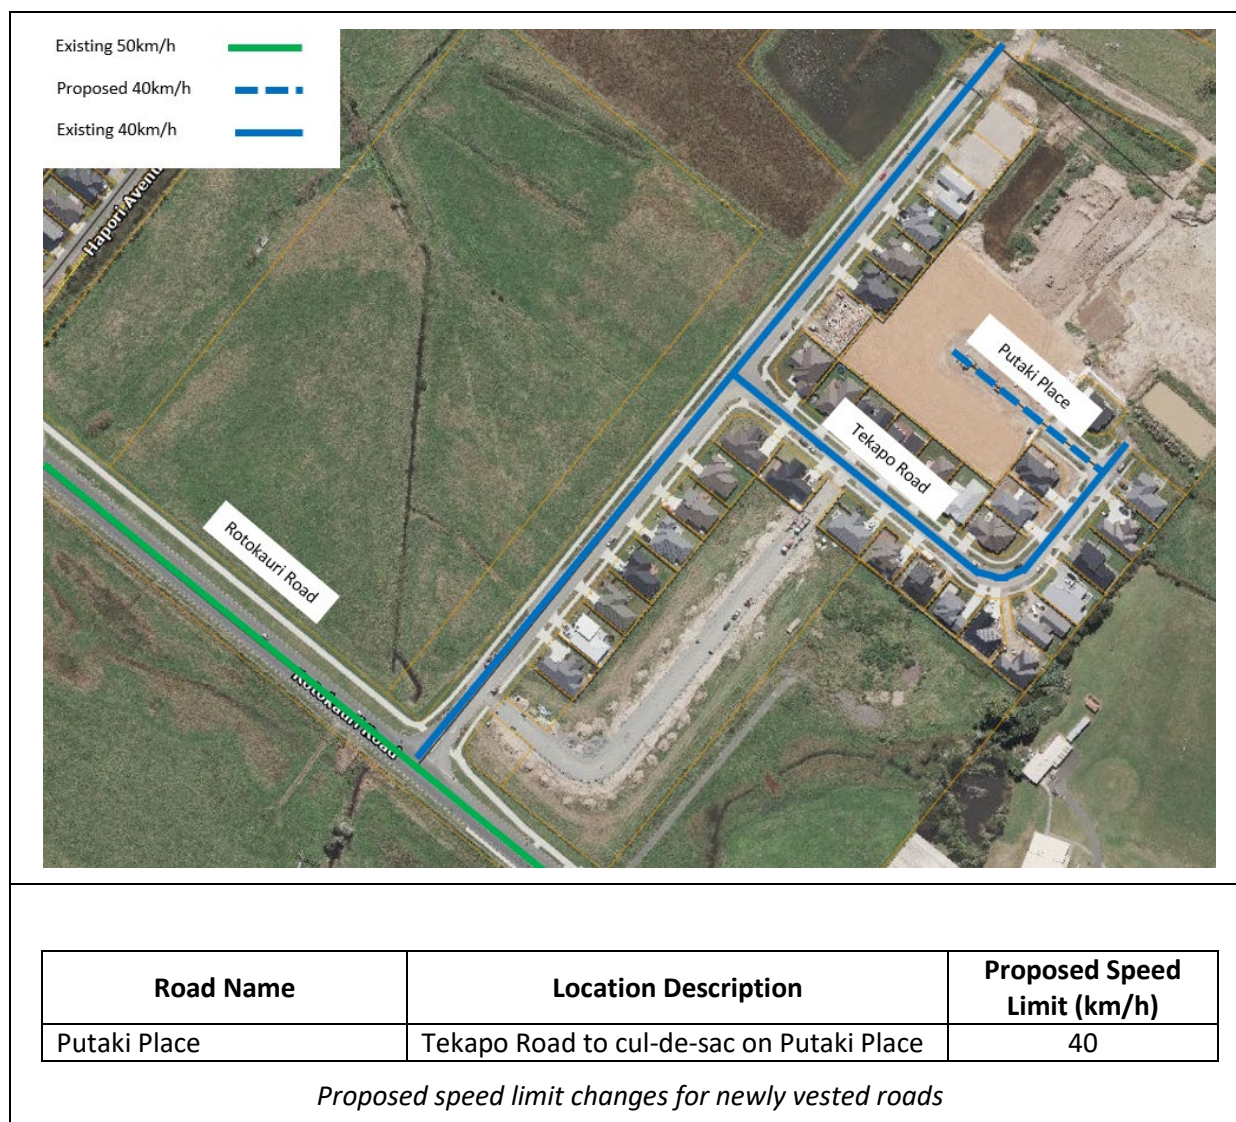 Existing 50km/h
Proposed 40km/h
Existing 40km/h
Hapori Avenu
Putaki Place
Tekapo Road
Rotokauri Road
Rotokauri Road
Road Name
Location Description
Proposed Speed
Limit (km/h)
Putaki Place
Tekapo Road to cul-de-sac on Putaki Place
40
Proposed speed limit changes for newly vested roads